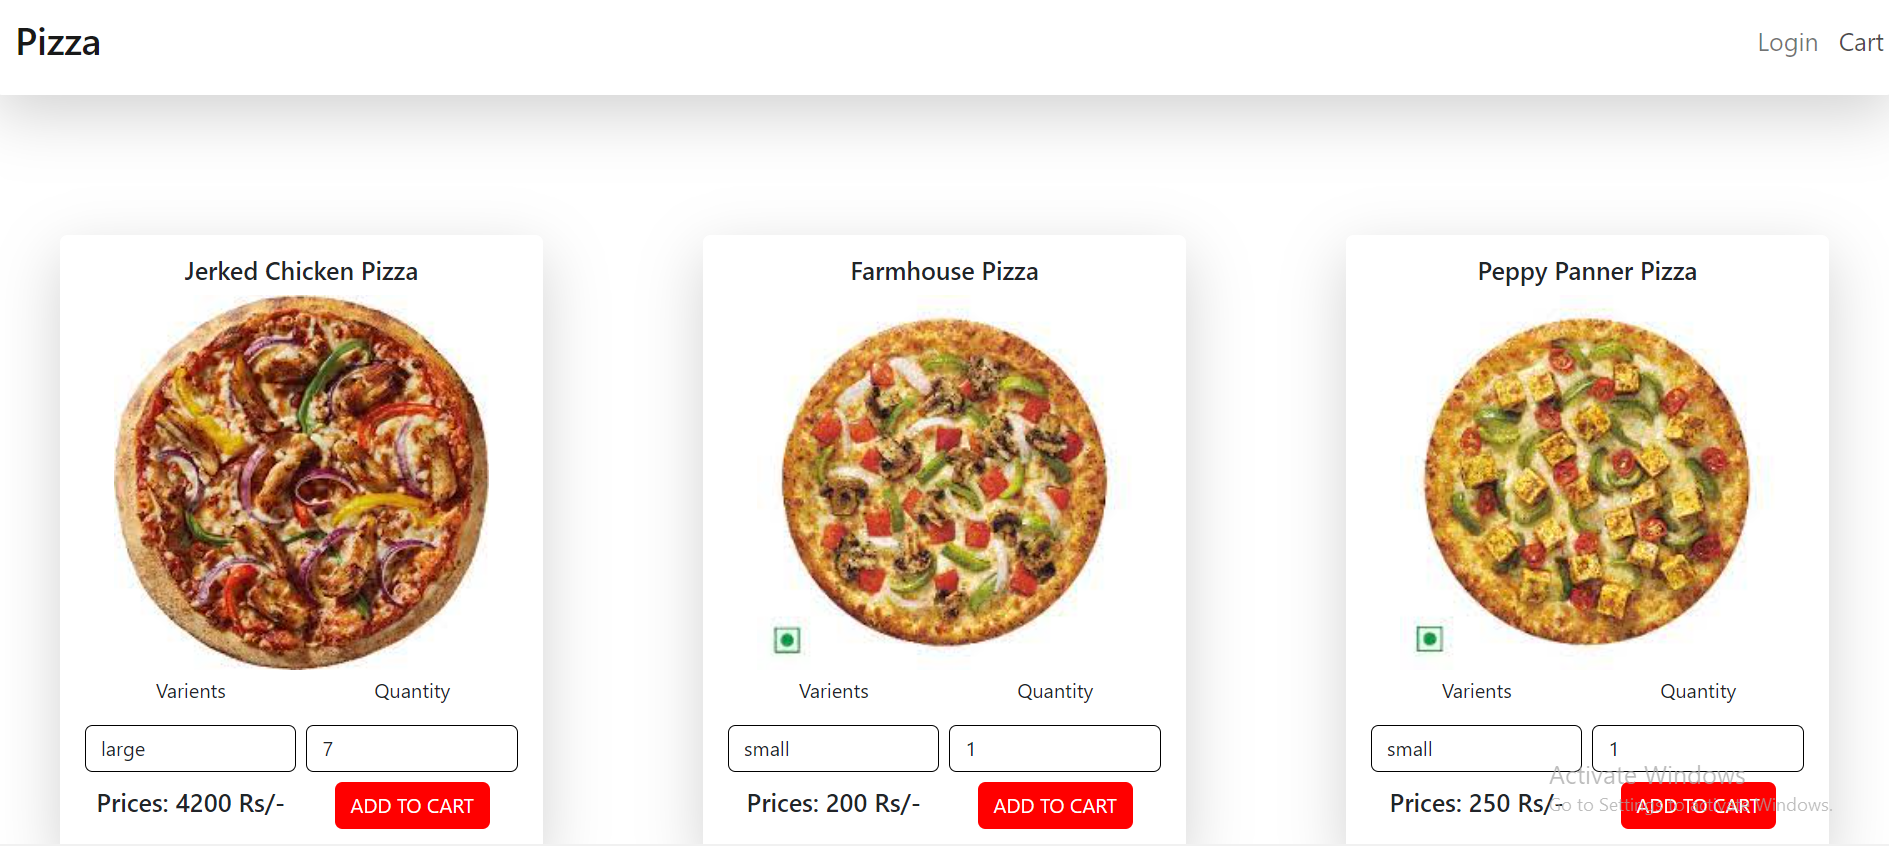 Pizza
Login Cart
Jerked Chicken Pizza
Varients Quantity
large 7
Prices: 4200 Rs/- ADD TO CART
Farmhouse Pizza
Varients Quantity
small 1
Prices: 200 Rs/- ADD TO CART
Peppy Panner Pizza
Varients Quantity
small 1
Prices: 250 Rs/- ADD TO CART
Activate Windows
Go to Settings to activate Windows.